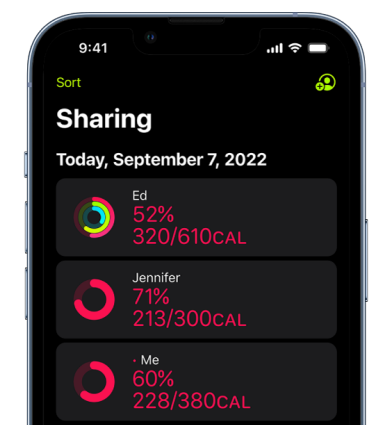 9:41
Sort
Sharing
Today, September 7, 2022
Ed
52%
320/610CAL
Jennifer
71%
213/300CAL
• Me
60%
228/380CAL